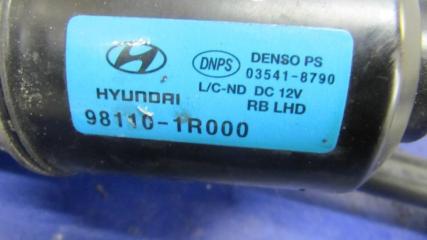 DNPS DENSO PS
03541-8790
HYUNDAI L/C-ND DC 12V
RB LHD
98110-1R000